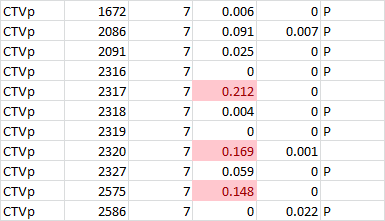 CTVp 1672 7 0.006 0 P
CTVp 2086 7 0.091 0.007 P
CTVp 2091 7 0.025 0 P
CTVp 2316 7 0 0 P
CTVp 2317 7 0.212 0
CTVp 2318 7 0.004 0 P
CTVp 2319 7 0 0 P
CTVp 2320 7 0.169 0.001
CTVp 2327 7 0.059 0 P
CTVp 2575 7 0.148 0
CTVp 2586 7 0 0.022 P